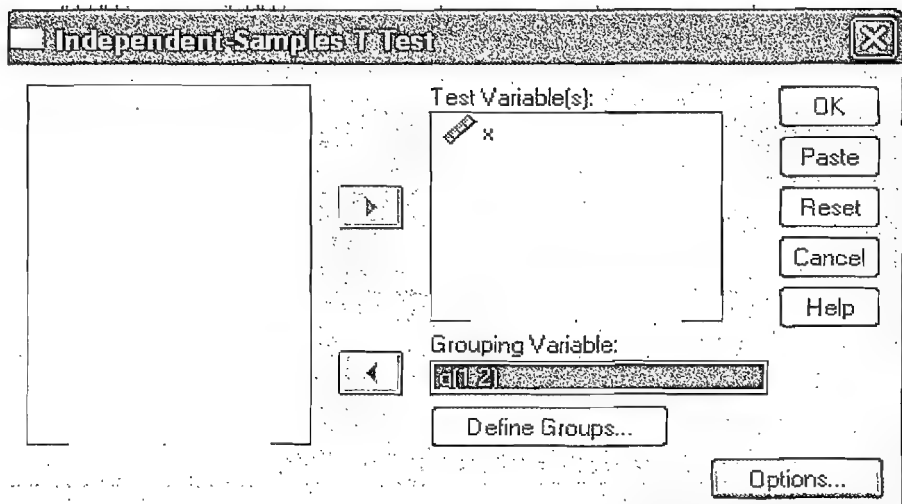 Independent-Samples T Test
Test Variable(s):
x
OK
Paste
Reset
Cancel
Help
Grouping Variable:
Define Groups...
Options...